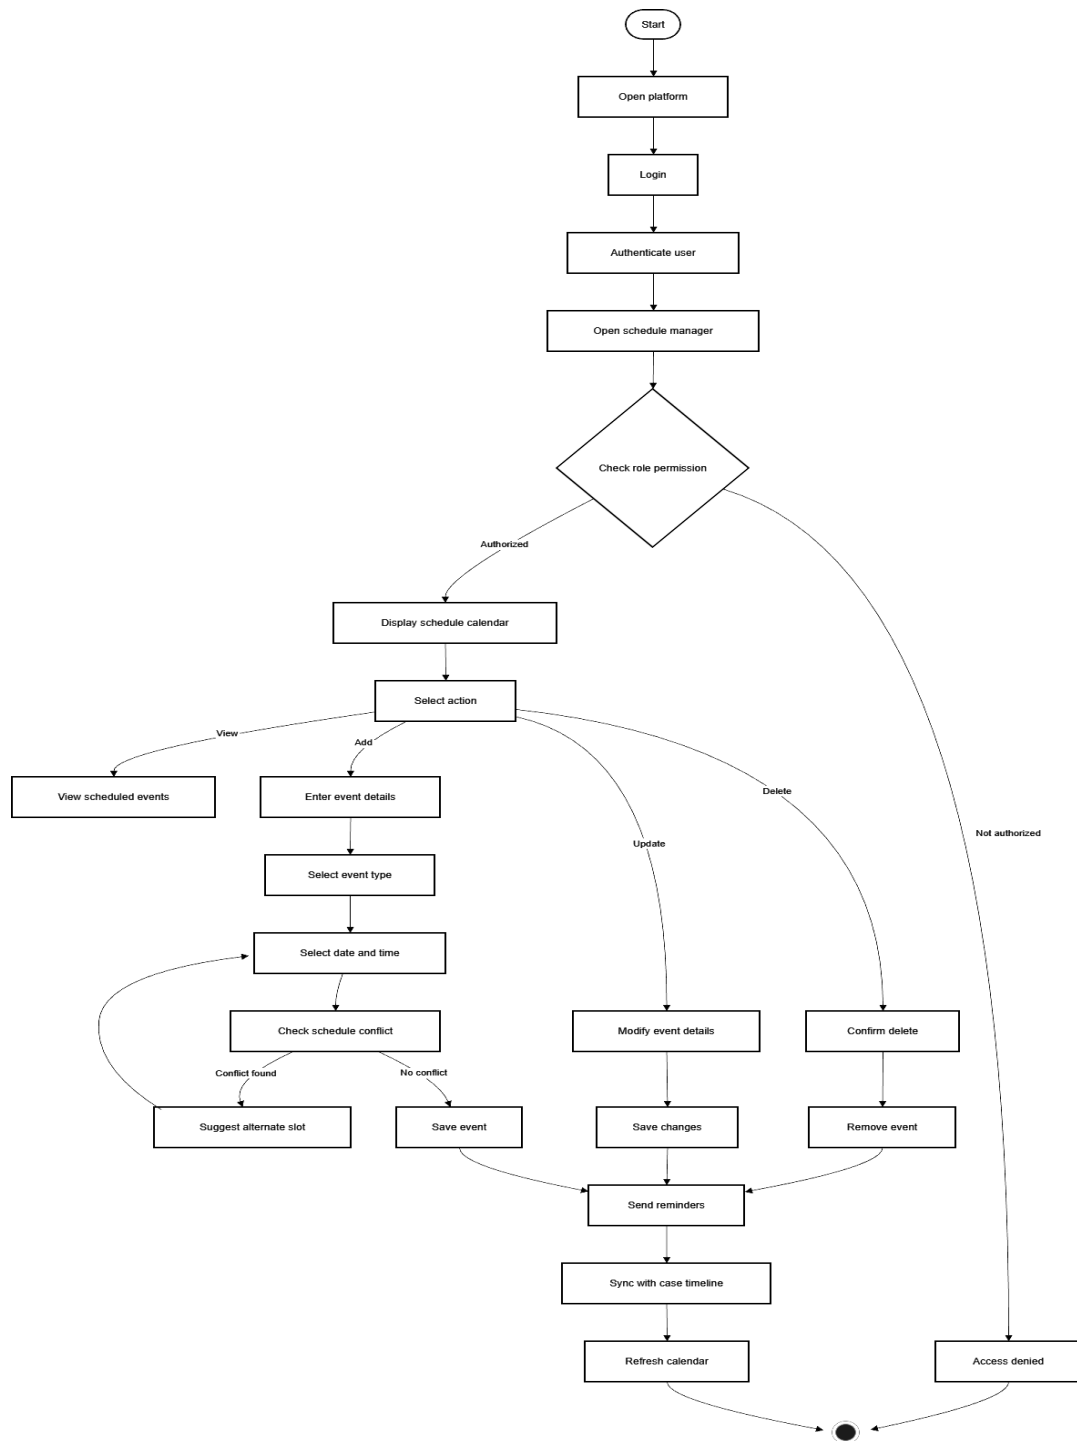 Start
Open platform
Login
Authenticate user
Open schedule manager
Check role permission
Authorized
Display schedule calendar
Select action
View
Add
Delete
View scheduled events
Enter event details
Not authorized
Update
Select event type
Select date and time
Check schedule conflict
Modify event details
Confirm delete
Conflict found
No conflict
Suggest alternate slot
Save event
Save changes
Remove event
Send reminders
Sync with case timeline
Refresh calendar
Access denied